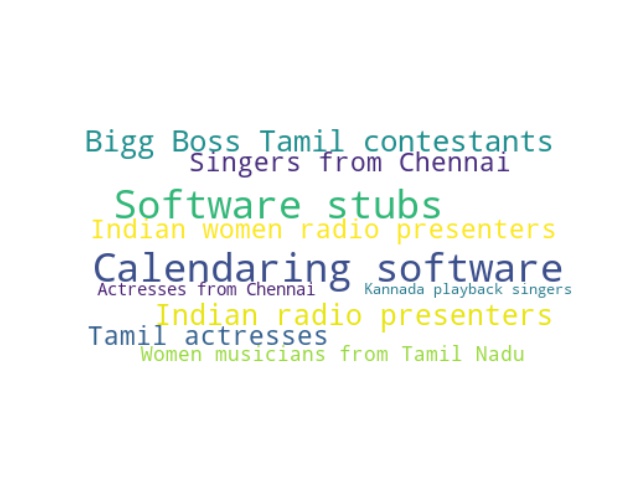 Bigg Boss Tamil contestants
Singers from Chennai
Software stubs
Indian women radio presenters
Calendaring software
Actresses from Chennai
Kannada playback singers
Indian radio presenters
Tamil actresses
Women musicians from Tamil Nadu